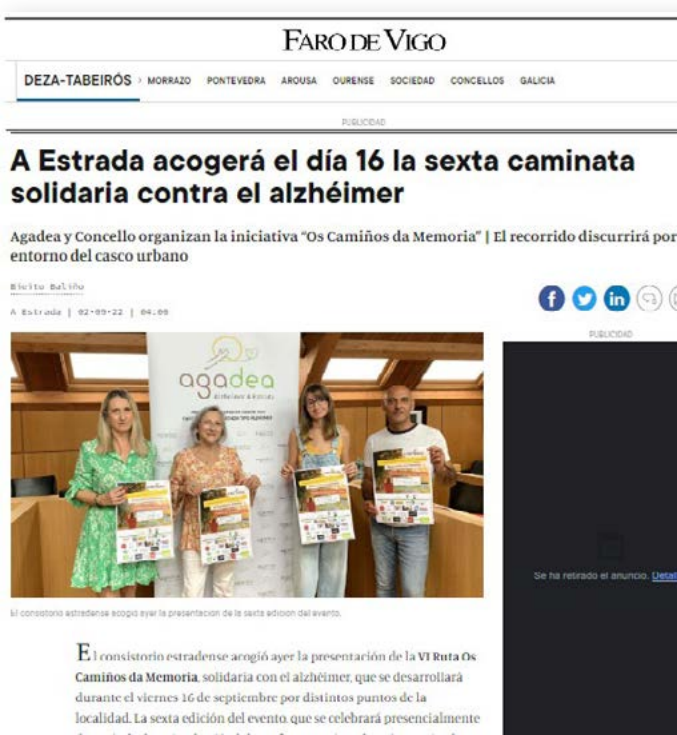 FARO DE VIGO
DEZA-TABEIRÓS › MORRAZO PONTEVEDRA AROUSA OURENSE SOCIEDAD CONCELLOS GALICIA
PUBLICIDAD
A Estrada acogerá el día 16 la sexta caminata
solidaria contra el alzhéimer
Agadea y Concello organizan la iniciativa “Os Camiños da Memoria” | El recorrido discurrirá por
entorno del casco urbano
Bieito Baliño
A Estrada | 02·09·22 | 04:00
PUBLICIDAD
agadea
Se ha retirado el anuncio.
El consistorio estradense acogió ayer la presentación de la sexta edición del evento.
El consistorio estradense acogió ayer la presentación de la VI Ruta Os
Camiños da Memoria, solidaria con el alzhéimer, que se desarrollará
durante el viernes 16 de septiembre por distintos puntos de la
localidad. La sexta edición del evento, que se celebrará presencialmente